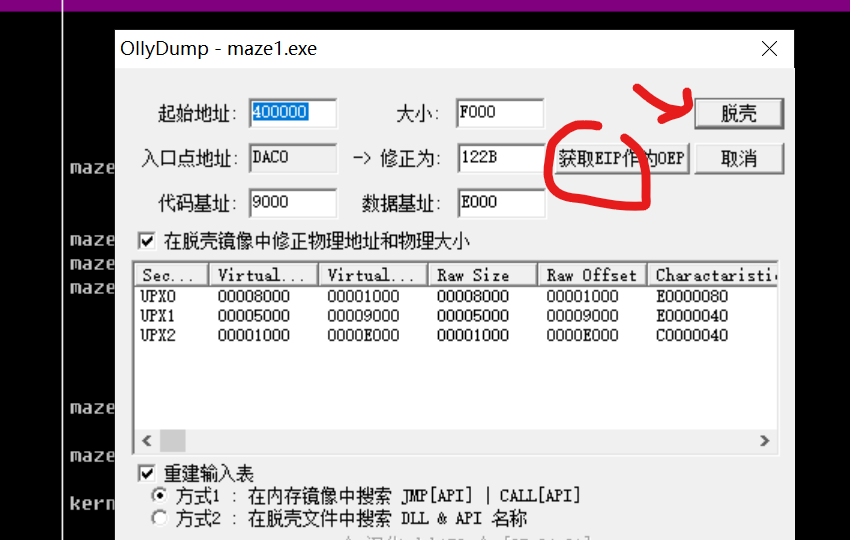 OllyDump - maze1.exe
起始地址: 400000 大小: F000 脱壳
maze 入口点地址: DAC0 -> 修正为: 122B 获取EIP作为OEP 取消
代码基址: 9000 数据基址: E000
maze 在脱壳镜像中修正物理地址和物理大小
maze Sec... Virtual... Virtual... Raw Size Raw Offset Charactaristi
maze UPX0 00008000 00001000 00008000 00001000 E0000080
UPX1 00005000 00009000 00005000 00009000 E0000040
UPX2 00001000 0000E000 00001000 0000E000 C0000040
maze
maze 重建输入表
kern 方式1 : 在内存镜像中搜索 JMP[API] | CALL[API]
方式2 : 在脱壳文件中搜索 DLL & API 名称